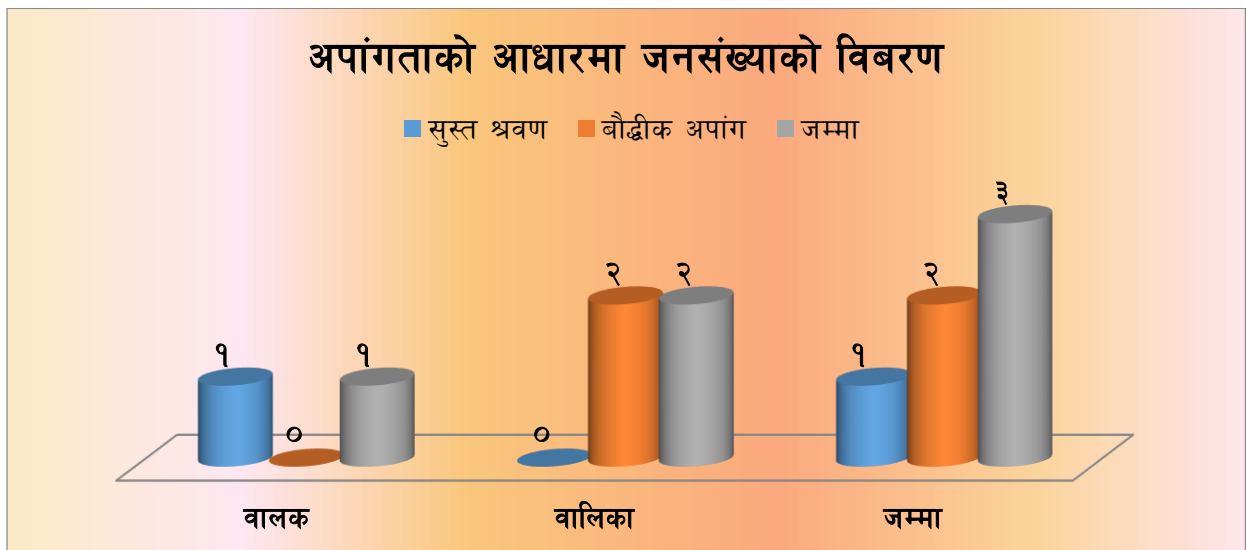 अपांगताको आधारमा जनसंख्याको विबरण
सुस्त श्रवण बौद्धीक अपांग जम्मा
३
२ २ २
१ १ १
० ०
वालक वालिका जम्मा